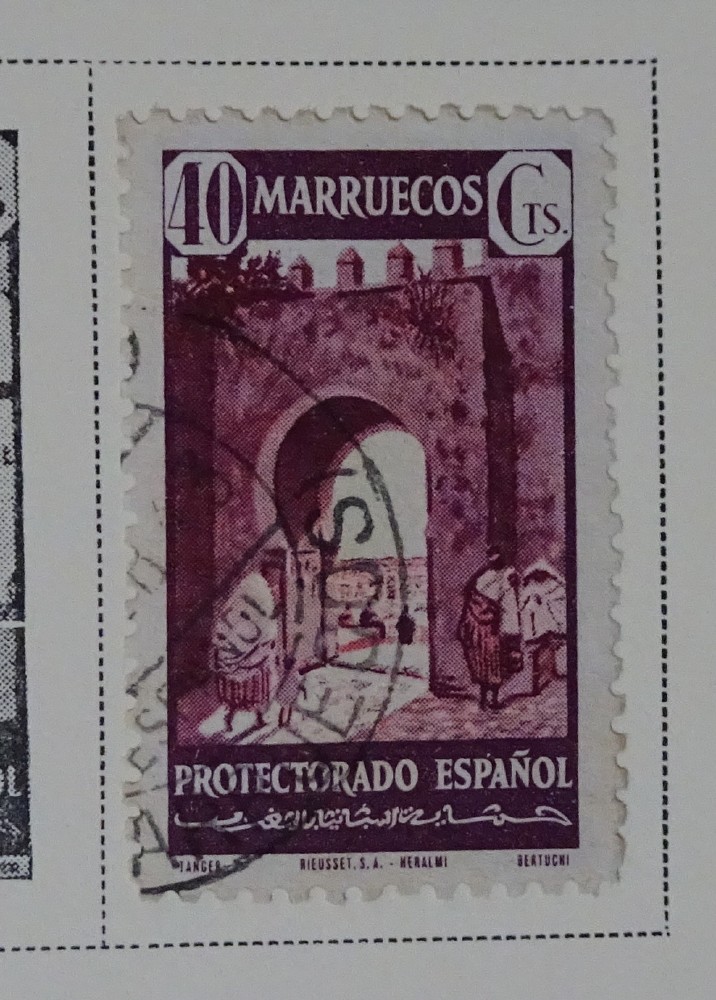 40 MARRUECOS CTS.
PROTECTORADO ESPAÑOL
TANGER RIEUSSET, S.A. - HERALMI BERTUCHI